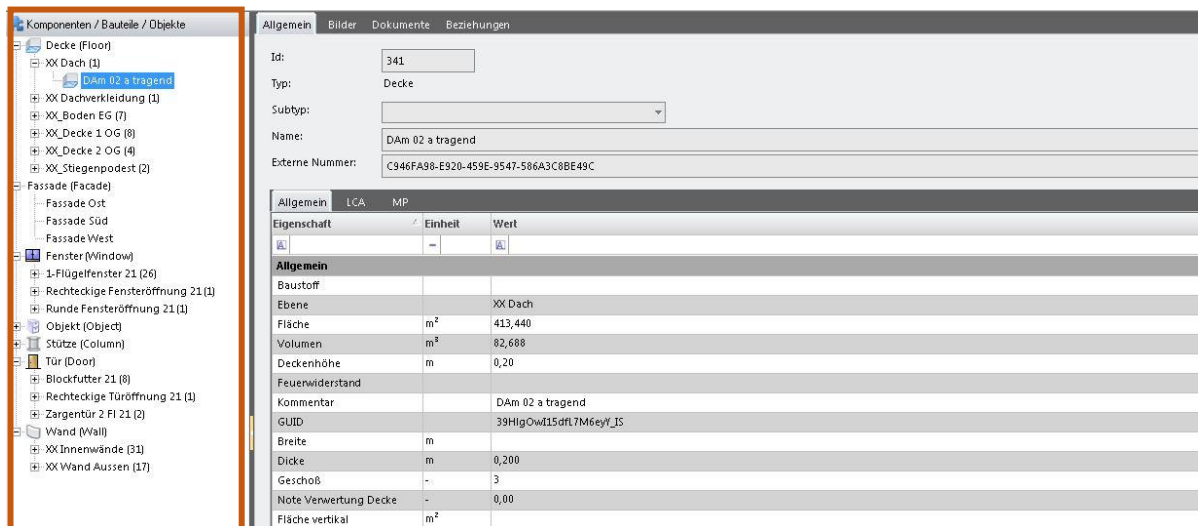 Komponenten / Bauteile / Objekte
Decke (Floor)
XX Dach (1)
DAm 02 a tragend
XX Dachverkleidung (1)
XX_Boden EG (7)
XX_Decke 1 OG (8)
XX_Decke 2 OG (4)
XX_Stiegenpodest (2)
Fassade (Facade)
Fassade Ost
Fassade Süd
Fassade West
Fenster (Window)
1-Flügelfenster 21 (26)
Rechteckige Fensteröffnung 21 (1)
Runde Fensteröffnung 21 (1)
Objekt (Object)
Stütze (Column)
Tür (Door)
Blockfutter 21 (8)
Rechteckige Türöffnung 21 (1)
Zargentür 2 Fl 21 (2)
Wand (Wall)
XX Innenwände (31)
XX Wand Aussen (17)
Allgemein Bilder Dokumente Beziehungen
Id: 341
Typ: Decke
Subtyp:
Name: DAm 02 a tragend
Externe Nummer: C946FA98-E920-459E-9547-586A3C8BE49C
Allgemein LCA MP
Eigenschaft Einheit Wert
Allgemein
Baustoff
Ebene XX Dach
Fläche m² 413,440
Volumen m³ 82,688
Deckenhöhe m 0,20
Feuerwiderstand
Kommentar DAm 02 a tragend
GUID 39HIgOwI15dfL7M6eyY_IS
Breite m
Dicke m 0,200
Geschoß - 3
Note Verwertung Decke - 0,00
Fläche vertikal m²